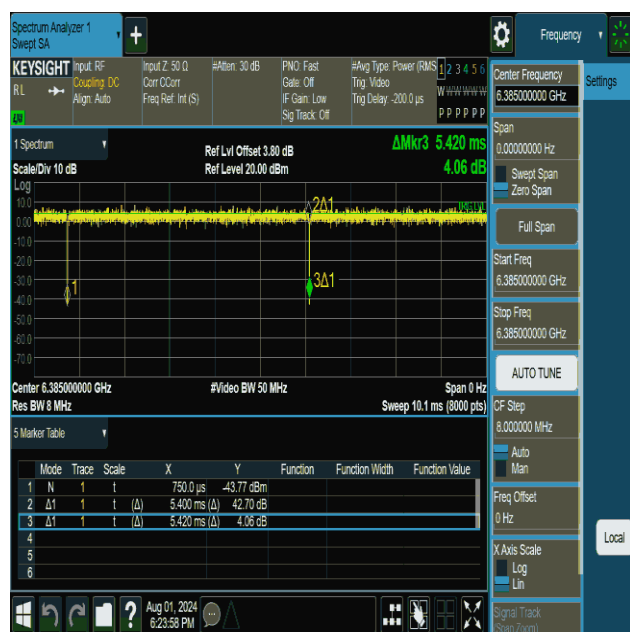 Spectrum Analyzer 1
Swept SA
Frequency
KEYSIGHT
RL
Input: RF
Coupling: DC
Align: Auto
Input Z: 50 Ω
Corr CCorr
Freq Ref: Int (S)
#Atten: 30 dB
PNO: Fast
Gate: Off
IF Gain: Low
Sig Track: Off
#Avg Type: Power (RMS
Trig: Video
Trig Delay: -200.0 µs
1 2 3 4 5 6
W W W W W W
P P P P P P
1 Spectrum
Scale/Div 10 dB
Ref Lvl Offset 3.80 dB
Ref Level 20.00 dBm
ΔMkr3 5.420 ms
4.06 dB
Log
10.0
0.00
-10.0
-20.0
-30.0
-40.0
-50.0
-60.0
-70.0
2Δ1
TRIG LVL
1
3Δ1
Center 6.385000000 GHz
#Video BW 50 MHz
Span 0 Hz
Res BW 8 MHz
Sweep 10.1 ms (8000 pts)
5 Marker Table
Mode Trace Scale X Y Function Function Width Function Value
1 N 1 t 750.0 µs -43.77 dBm
2 Δ1 1 t (Δ) 5.400 ms (Δ) 42.70 dB
3 Δ1 1 t (Δ) 5.420 ms (Δ) 4.06 dB
4
5
6
Aug 01, 2024
6:23:58 PM
?
Center Frequency
6.385000000 GHz
Settings
Span
0.00000000 Hz
Swept Span
Zero Span
Full Span
Start Freq
6.385000000 GHz
Stop Freq
6.385000000 GHz
AUTO TUNE
CF Step
8.000000 MHz
Auto
Man
Freq Offset
0 Hz
Local
X Axis Scale
Log
Lin
Signal Track
(Span Zoom)